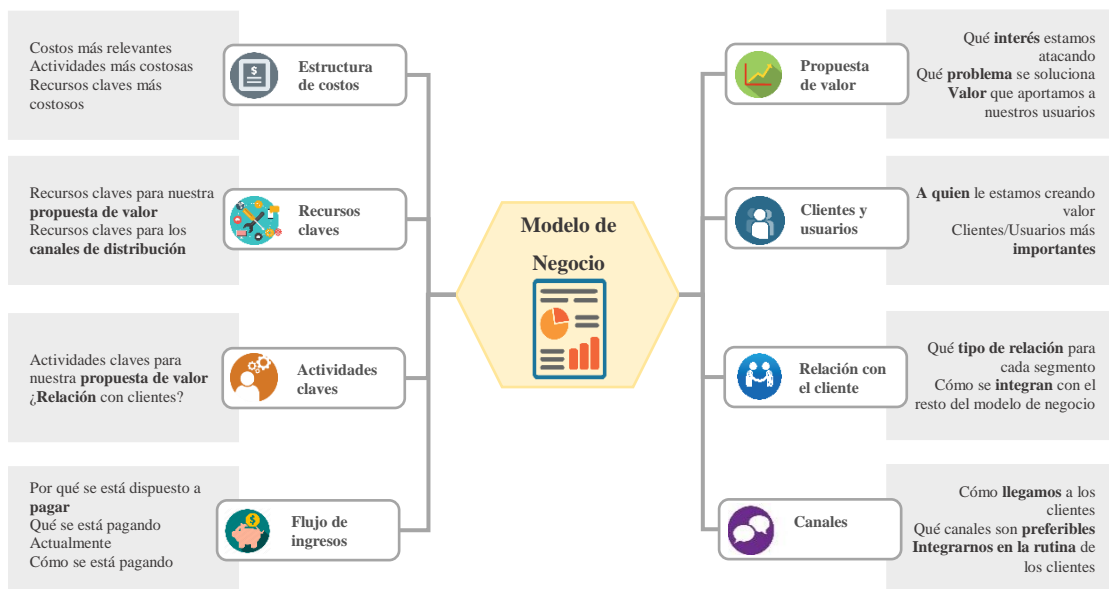 Costos más relevantes
Actividades más costosas
Recursos claves más
costosos
Estructura
de costos
Recursos claves para nuestra
propuesta de valor
Recursos claves para los
canales de distribución
Recursos
claves
Actividades claves para
nuestra propuesta de valor
¿Relación con clientes?
Actividades
claves
Por qué se está dispuesto a
pagar
Qué se está pagando
Actualmente
Cómo se está pagando
Flujo de
ingresos
Modelo de
Negocio
Propuesta
de valor
Qué interés estamos
atacando
Qué problema se soluciona
Valor que aportamos a
nuestros usuarios
Clientes y
usuarios
A quien le estamos creando
valor
Clientes/Usuarios más
importantes
Relación con
el cliente
Qué tipo de relación para
cada segmento
Cómo se integran con el
resto del modelo de negocio
Canales
Cómo llegamos a los
clientes
Qué canales son preferibles
Integrarnos en la rutina de
los clientes